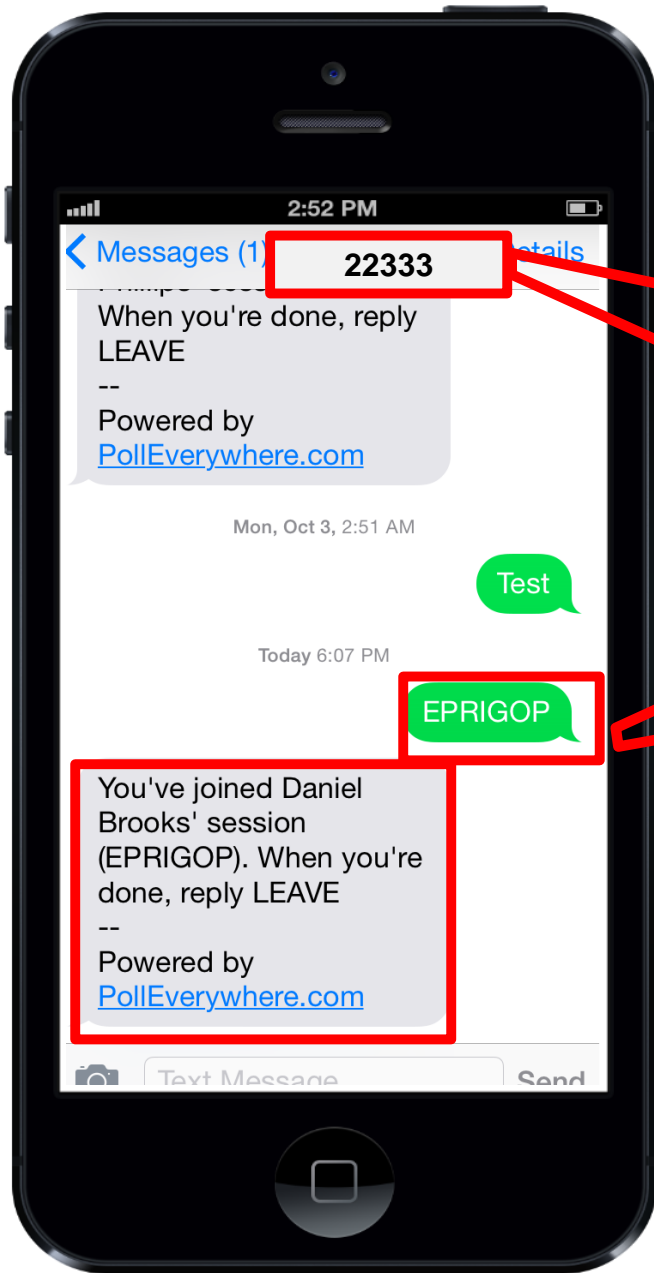 2:52 PM
Messages (1) 22333
When you're done, reply
LEAVE
--
Powered by
PollEverywhere.com
Mon, Oct 3, 2:51 AM
Test
Today 6:07 PM
EPRIGOP
You've joined Daniel
Brooks' session
(EPRIGOP). When you're
done, reply LEAVE
--
Powered by
PollEverywhere.com
Text Message Send